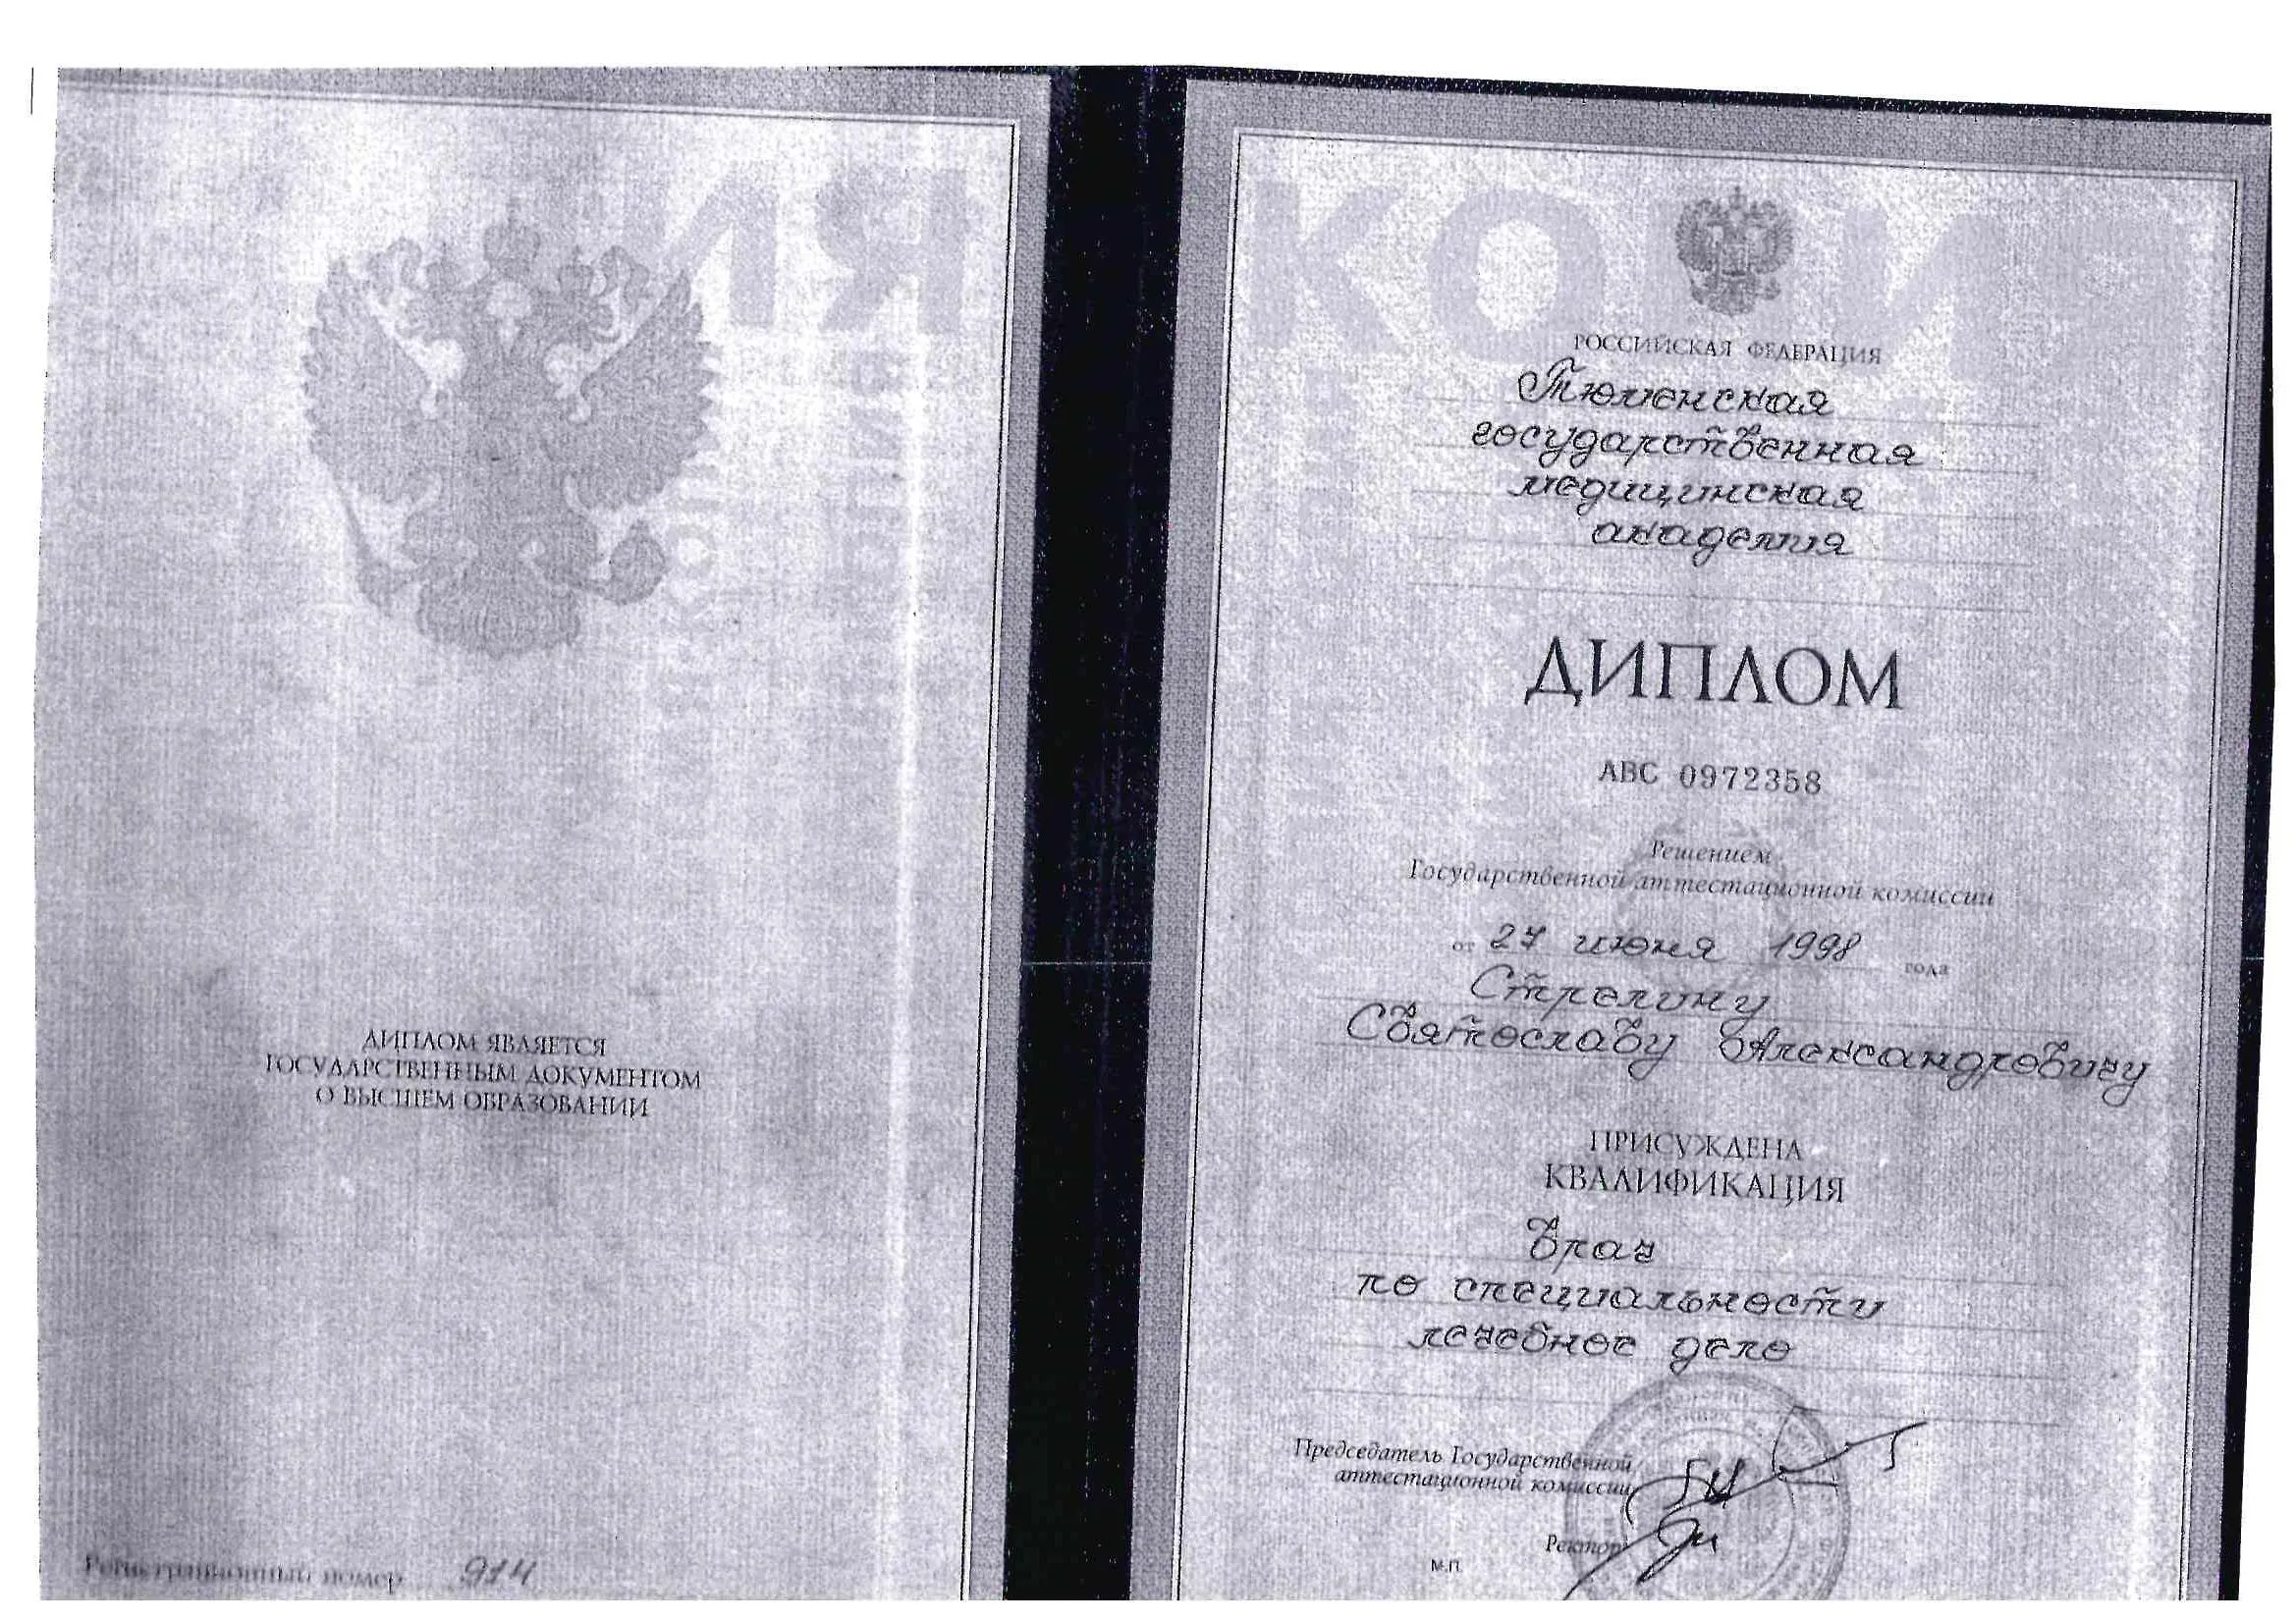 ДИПЛОМ ЯВЛЯЕТСЯ
ГОСУДАРСТВЕННЫМ ДОКУМЕНТОМ
О ВЫСШЕМ ОБРАЗОВАНИИ
Регистрационный номер 914
КОПИЯ
РОССИЙСКАЯ ФЕДЕРАЦИЯ
Тюменская
государственная
медицинская
академия
ДИПЛОМ
АВС 0972358
Решением
Государственной аттестационной комиссии
от 27 июня 1998 года
Стрелину
Святославу Александровичу
ПРИСУЖДЕНА
КВАЛИФИКАЦИЯ
Врач
по специальности
лечебное дело
Председатель Государственной
аттестационной комиссии
Ректор
М.П.